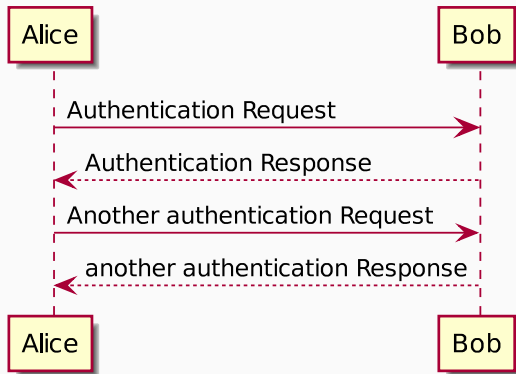 Alice
Bob
Authentication Request
Authentication Response
Another authentication Request
another authentication Response
Alice
Bob